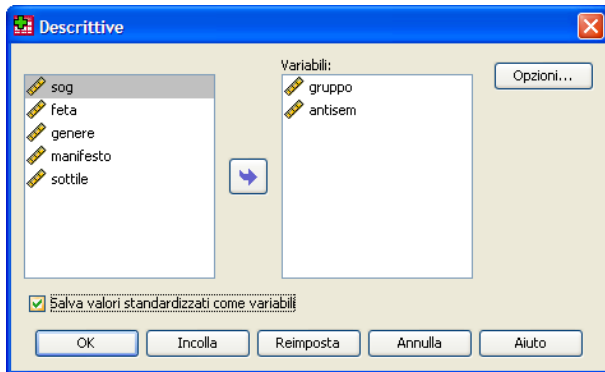 Descrittive
sog
feta
genere
manifesto
sottile
Variabili:
gruppo
antisem
Opzioni...
Salva valori standardizzati come variabili
OK
Incolla
Reimposta
Annulla
Aiuto